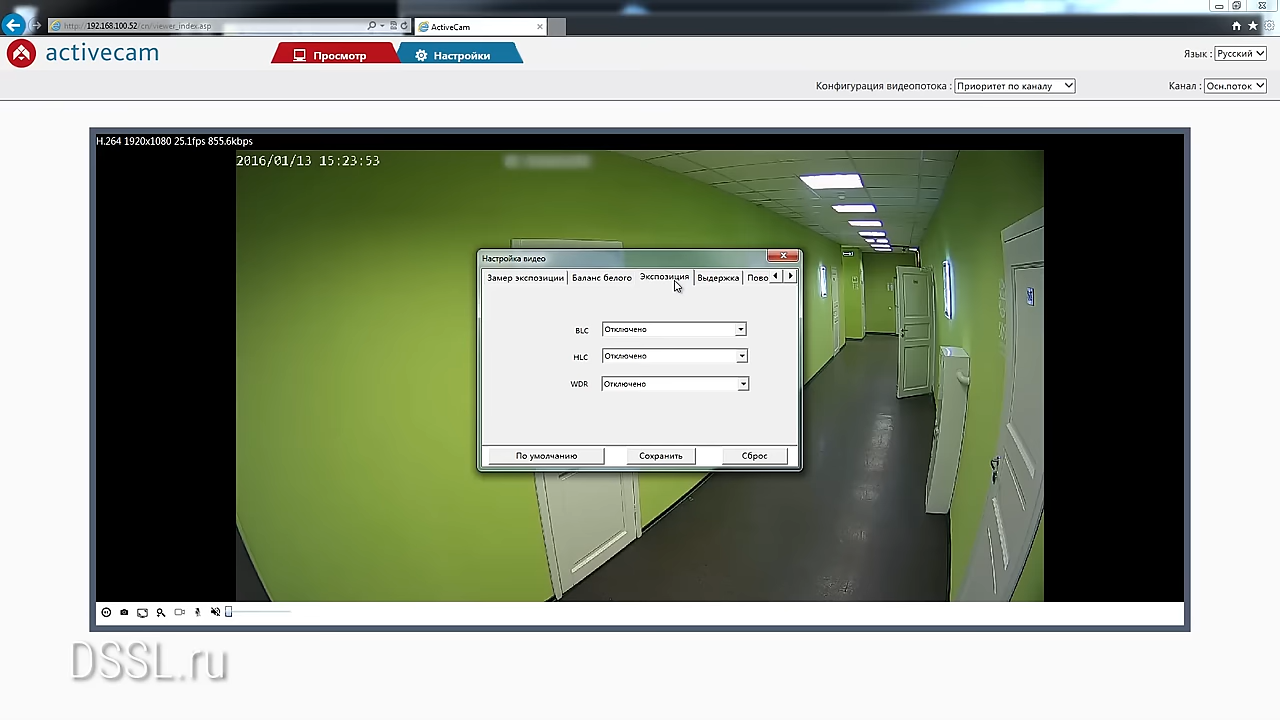 http://192.168.100.52/cn/viewer_index.asp
ActiveCam
activecam
Просмотр
Настройки
Язык : Русский
Конфигурация видеопотока : Приоритет по каналу
Канал : Осн.поток
H.264 1920x1080 25.1fps 855.6kbps
2016/01/13 15:23:53
Настройка видео
Замер экспозиции Баланс белого Экспозиция Выдержка Пово
BLC Отключено
HLC Отключено
WDR Отключено
По умолчанию Сохранить Сброс
DSSL.ru